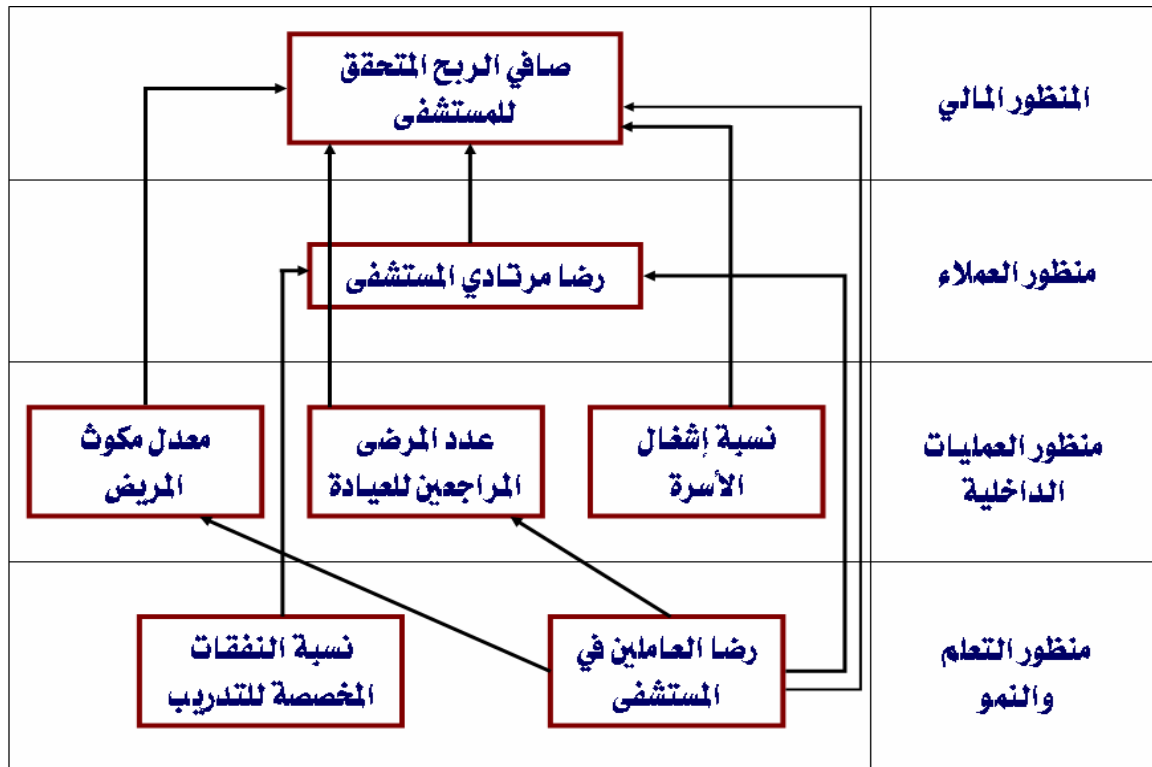 المنظور المالي
صافي الربح المتحقق
للمستشفى
منظور العملاء
رضا مرتادي المستشفى
منظور العمليات
الداخلية
نسبة إشغال
الأسرة
عدد المرضى
المراجعين للعيادة
معدل مكوث
المريض
منظور التعلم
والنمو
رضا العاملين في
المستشفى
نسبة النفقات
المخصصة للتدريب